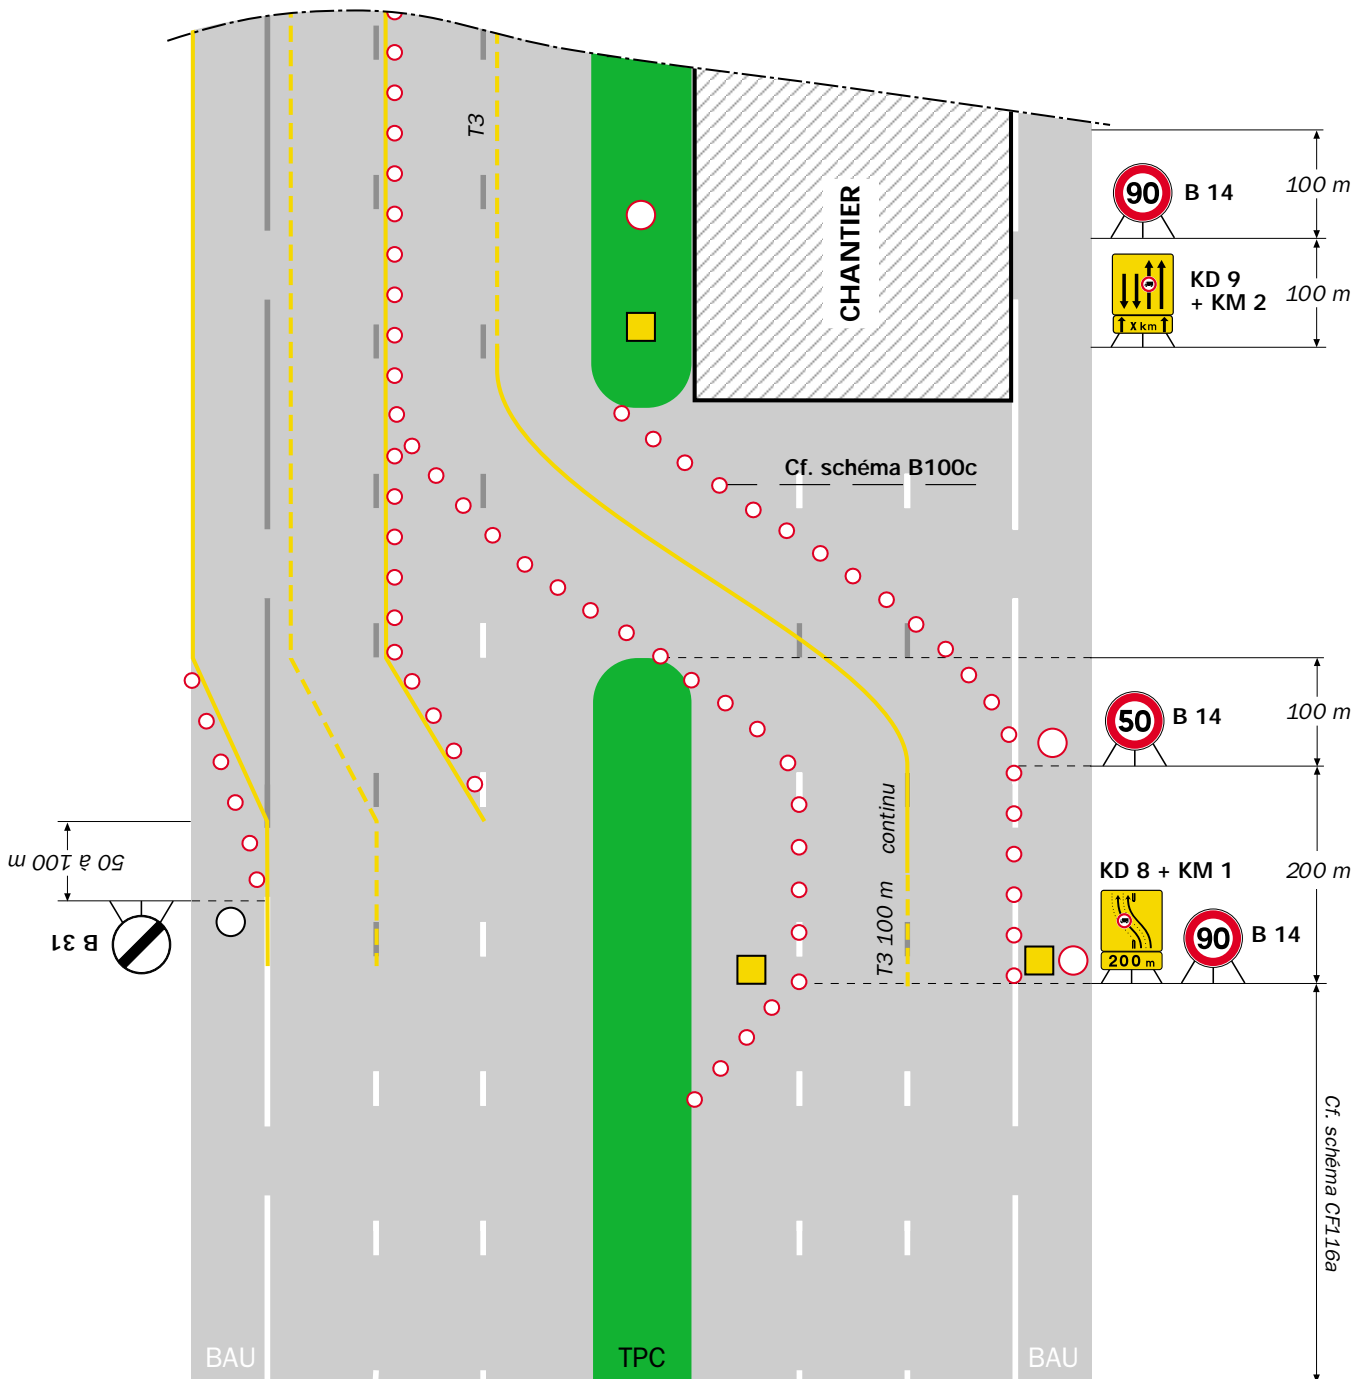 T3
CHANTIER
90
B 14
100 m
KD 9
+ KM 2
100 m
X km
Cf. schéma B100c
50
B 14
100 m
continu
T3 100 m
50 à 100 m
B 31
KD 8 + KM 1
200 m
90
B 14
200 m
Cf. schéma CF116a
BAU
TPC
BAU